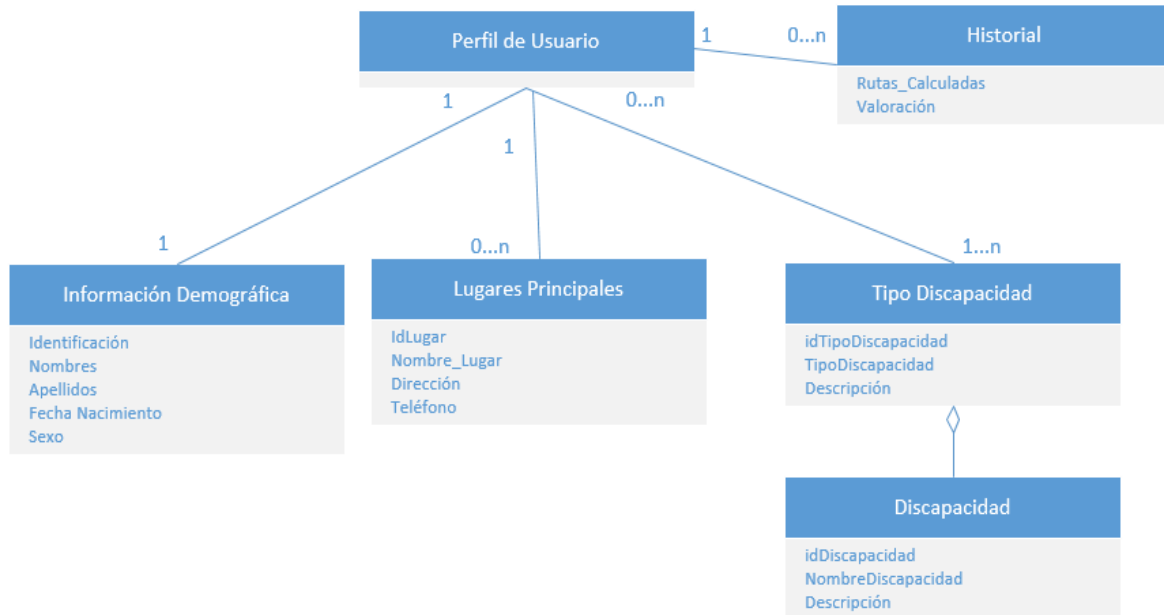 Perfil de Usuario
1
0...n
Historial
Rutas_Calculadas
Valoración
1
0...n
1
1
0...n
1...n
Información Demográfica
Identificación
Nombres
Apellidos
Fecha Nacimiento
Sexo
Lugares Principales
IdLugar
Nombre_Lugar
Dirección
Teléfono
Tipo Discapacidad
idTipoDiscapacidad
TipoDiscapacidad
Descripción
Discapacidad
idDiscapacidad
NombreDiscapacidad
Descripción